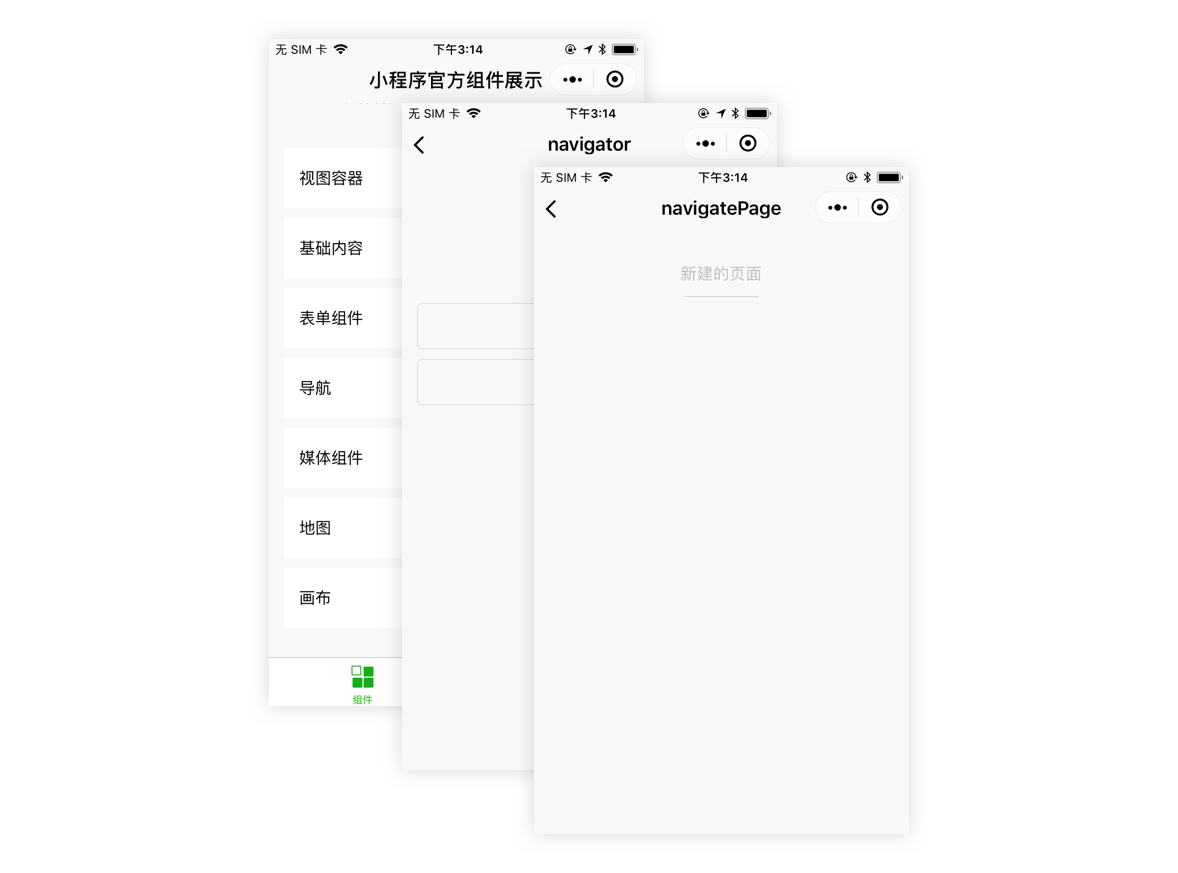 无 SIM 卡 下午3:14
小程序官方组件展示
视图容器
基础内容
表单组件
导航
媒体组件
地图
画布
组件
无 SIM 卡 下午3:14
navigator
无 SIM 卡 下午3:14
navigatePage
新建的页面